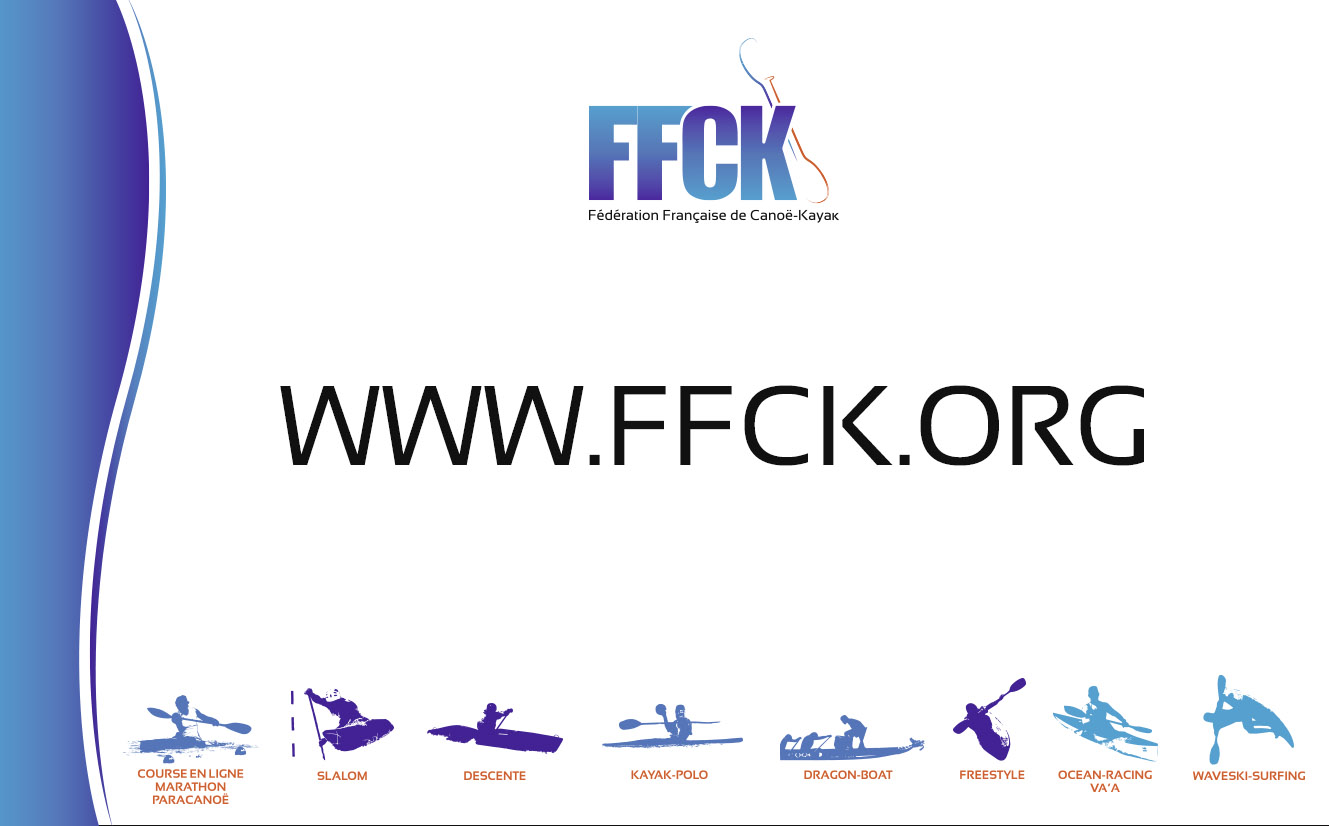 FFCK
Fédération Française de Canoë-Kayak
WWW.FFCK.ORG
COURSE EN LIGNE
MARATHON
PARACANOË
SLALOM
DESCENTE
KAYAK-POLO
DRAGON-BOAT
FREESTYLE
OCEAN-RACING
VA'A
WAVESKI-SURFING